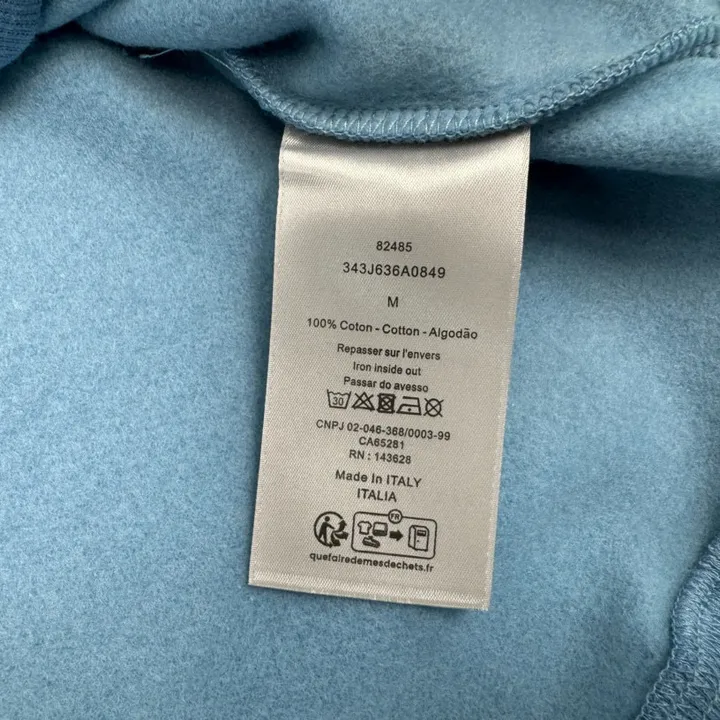 82485
343J636A0849
M
100% Coton - Cotton - Algodão
Repasser sur l'envers
Iron inside out
Passar do avesso
30
CNPJ 02-046-368/0003-99
CA65281
RN : 143628
Made In ITALY
ITALIA
FR
quefairedemesdechets.fr